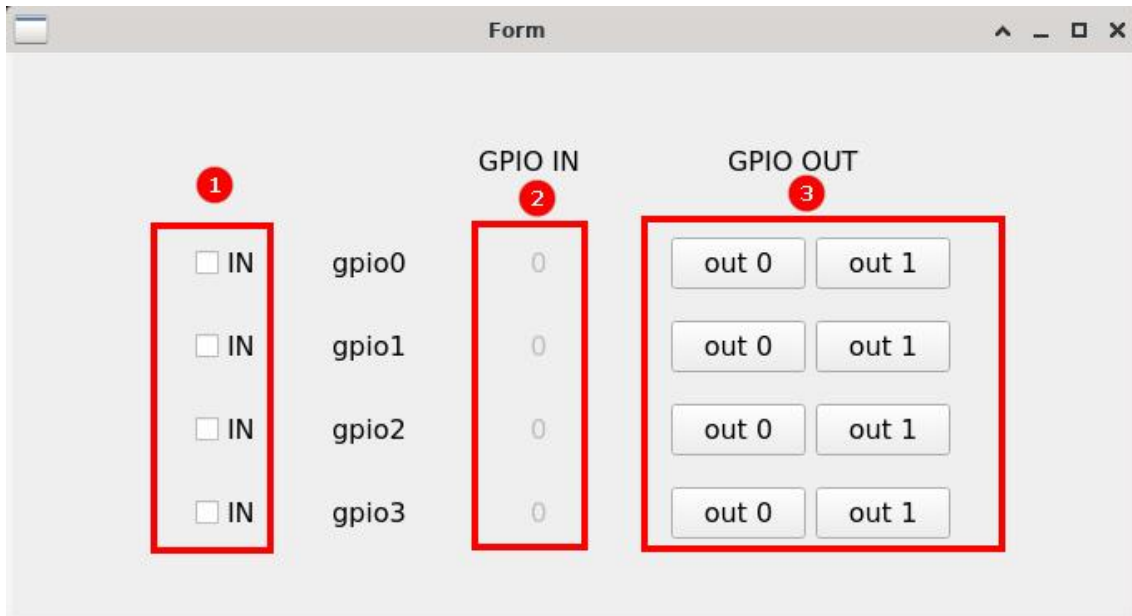 Form
GPIO IN GPIO OUT
1 2 3
IN gpio0 0 out 0 out 1
IN gpio1 0 out 0 out 1
IN gpio2 0 out 0 out 1
IN gpio3 0 out 0 out 1